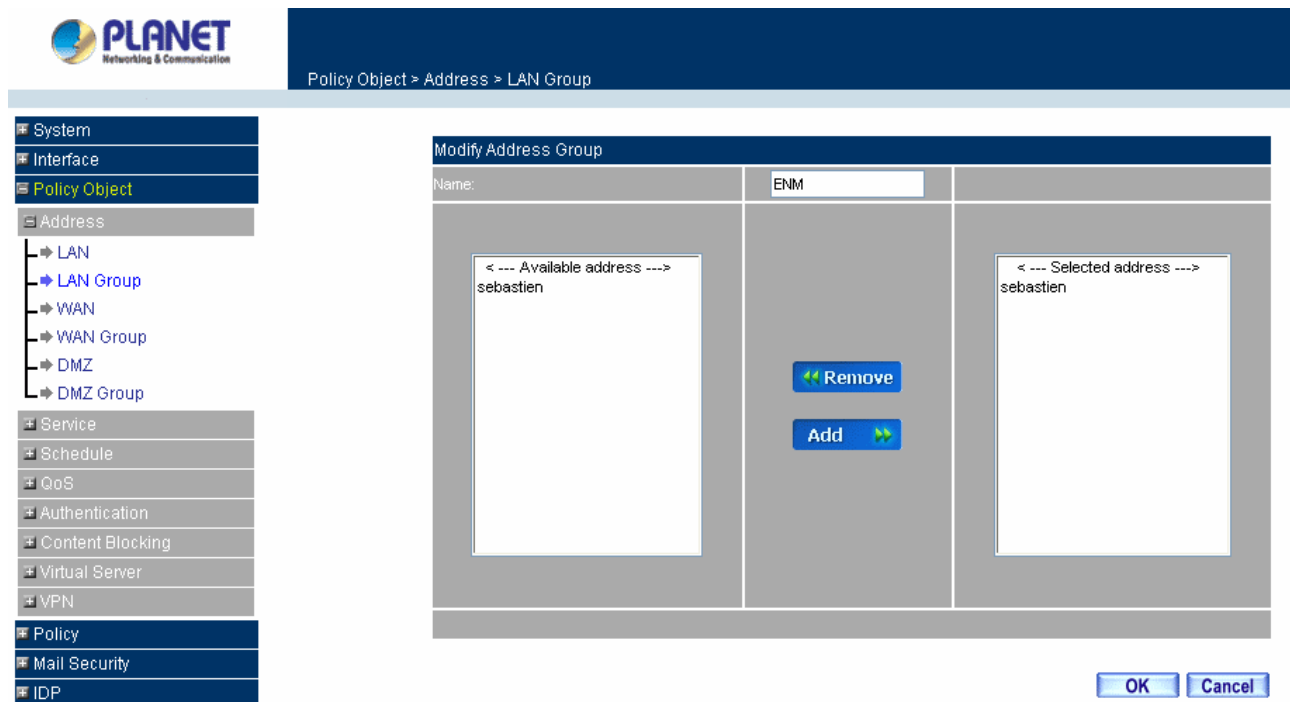 PLANET
Networking & Communication
Policy Object > Address > LAN Group
System
Interface
Policy Object
Address
LAN
LAN Group
WAN
WAN Group
DMZ
DMZ Group
Service
Schedule
QoS
Authentication
Content Blocking
Virtual Server
VPN
Policy
Mail Security
IDP
Modify Address Group
Name:
ENM
< --- Available address --->
sebastien
Remove
Add
< --- Selected address --->
sebastien
OK
Cancel